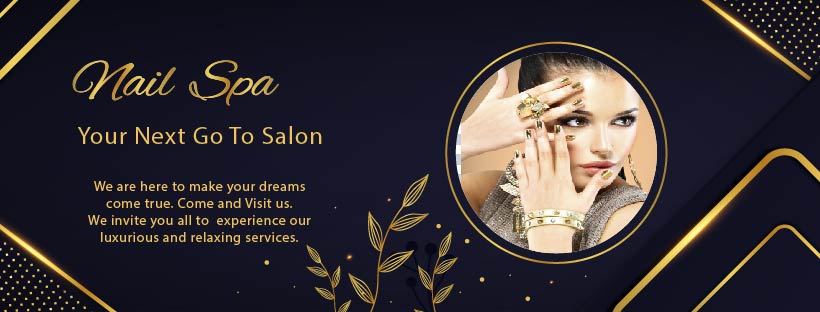 Nail Spa
Your Next Go To Salon
We are here to make your dreams
come true. Come and Visit us.
We invite you all to  experience our
luxurious and relaxing services.